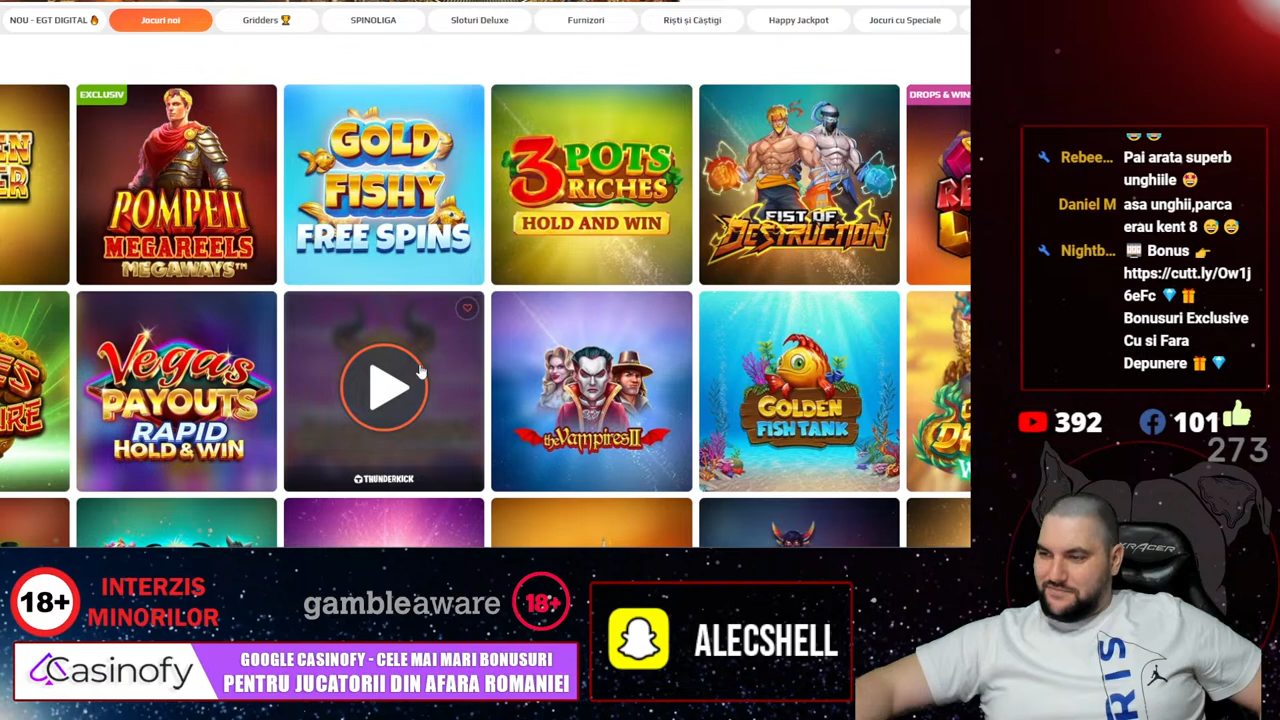 NOU - EGT DIGITAL
Jocuri noi
Gridders
SPINOLIGA
Sloturi Deluxe
Furnizori
Riști și Câștigi
Happy Jackpot
Jocuri cu Speciale
EXCLUSIV
POMPEII
MEGAREELS
MEGAWAYS™
GOLD
FISHY
FREE SPINS
3 POTS
RICHES
HOLD AND WIN
FIST OF
DESTRUCTION
DROPS & WINS
Vegas
PAYOUTS
RAPID
HOLD & WIN
THUNDERKICK
the Vampires II
GOLDEN
FISH TANK
Rebee... Pai arata superb
unghiile
Daniel M asa unghii,parca
erau kent 8
Nightb... Bonus
https://cutt.ly/Ow1j
6eFc
Bonusuri Exclusive
Cu si Fara
Depunere
392
101
273
XRACER
18+
INTERZIS
MINORILOR
gambleaware
18+
Casinofy
GOOGLE CASINOFY - CELE MAI MARI BONUSURI
PENTRU JUCATORII DIN AFARA ROMANIEI
ALECSHELL
RIS